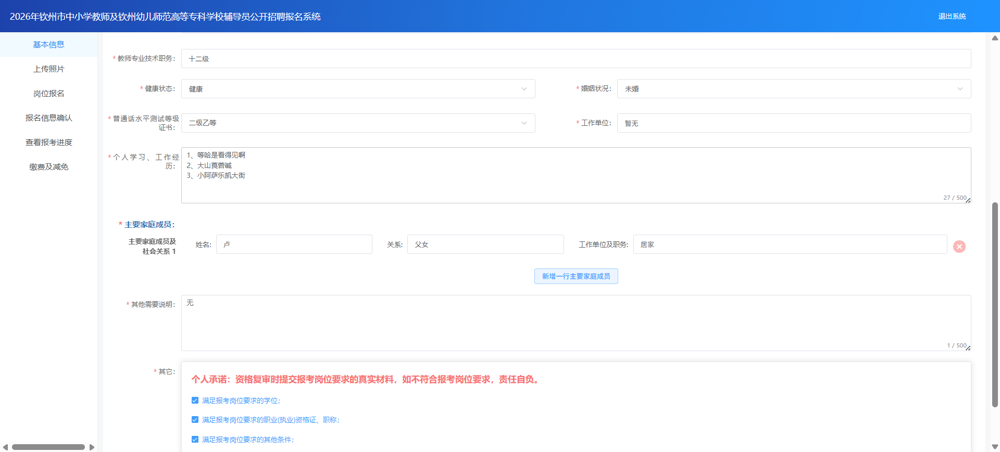 2026年钦州市中小学教师及钦州幼儿师范高等专科学校辅导员公开招聘报名系统
退出系统
基本信息
上传照片
岗位报名
报名信息确认
查看报考进度
缴费及减免
* 教师专业技术职务： 十二级
* 健康状态： 健康
* 婚姻状况： 未婚
* 普通话水平测试等级证书： 二级乙等
* 工作单位： 暂无
* 个人学习、工作经历：
1、等哈是看得见啊
2、大山莨菪碱
3、小阿萨乐凯大街
27 / 500
* 主要家庭成员：
主要家庭成员及社会关系 1
姓名: 卢
关系: 父女
工作单位及职务: 居家
新增一行主要家庭成员
* 其他需要说明： 无
1 / 500
* 其它：
个人承诺：资格复审时提交报考岗位要求的真实材料，如不符合报考岗位要求，责任自负。
满足报考岗位要求的学位;
满足报考岗位要求的职业(执业)资格证、职称;
满足报考岗位要求的其他条件;